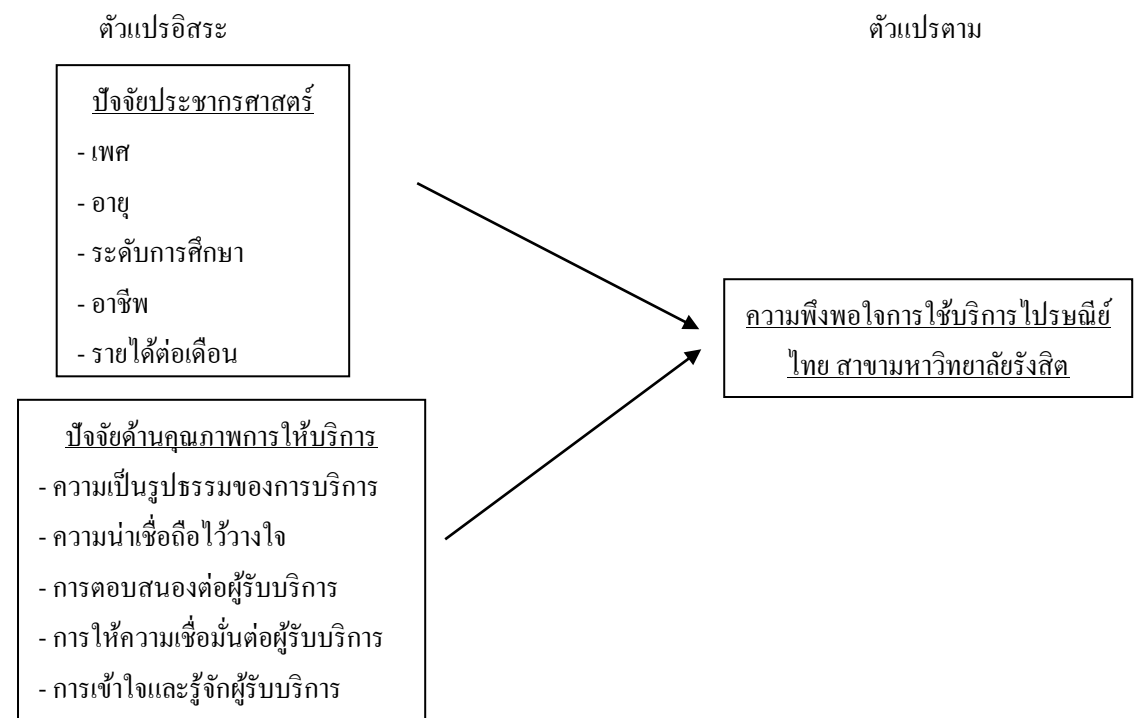 ตัวแปรอิสระ
ตัวแปรตาม
ปัจจัยประชากรศาสตร์
- เพศ
- อายุ
- ระดับการศึกษา
- อาชีพ
- รายได้ต่อเดือน
ความพึงพอใจการใช้บริการไปรษณีย์
ไทย สาขามหาวิทยาลัยรังสิต
ปัจจัยด้านคุณภาพการให้บริการ
- ความเป็นรูปธรรมของการบริการ
- ความน่าเชื่อถือไว้วางใจ
- การตอบสนองต่อผู้รับบริการ
- การให้ความเชื่อมั่นต่อผู้รับบริการ
- การเข้าใจและรู้จักผู้รับบริการ